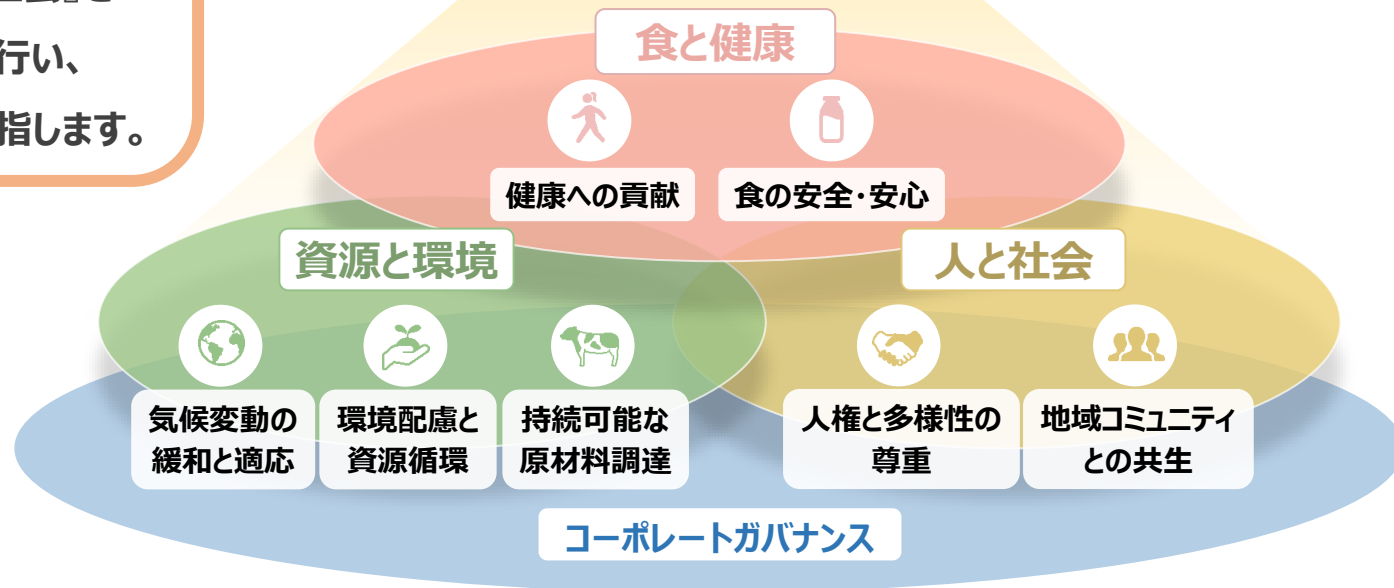 行い、
指します。
食と健康
健康への貢献
食の安全・安心
資源と環境
人と社会
気候変動の
緩和と適応
環境配慮と
資源循環
持続可能な
原材料調達
人権と多様性の
尊重
地域コミュニティ
との共生
コーポレートガバナンス